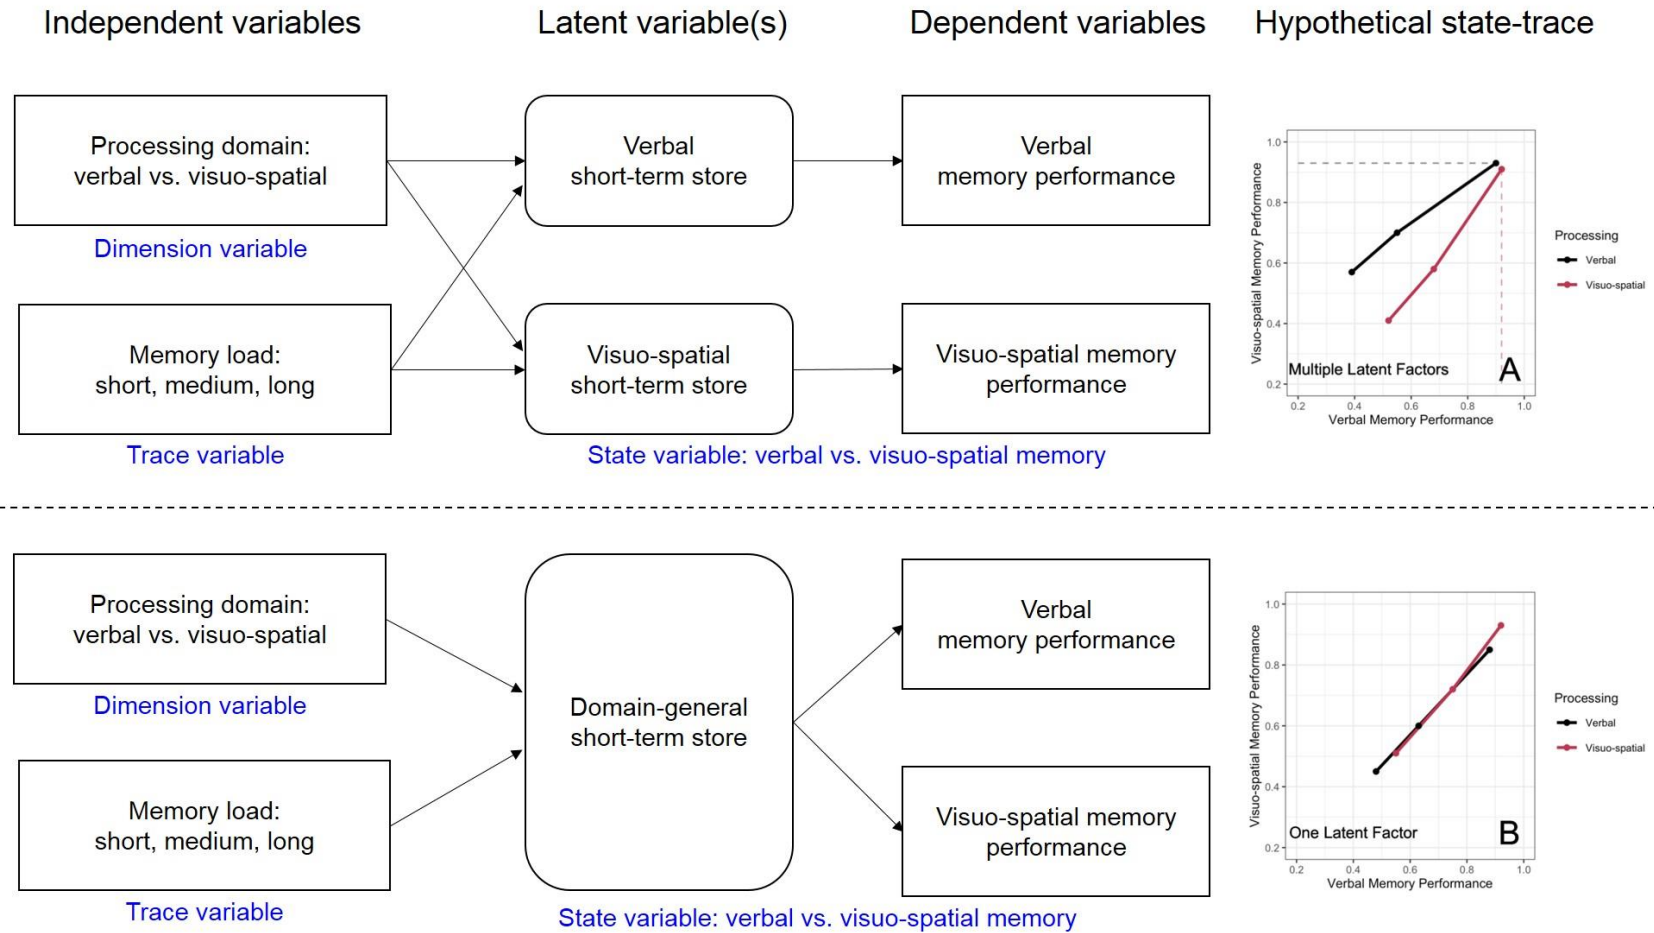 Independent variables
Latent variable(s)
Dependent variables
Hypothetical state-trace
Processing domain:
verbal vs. visuo-spatial
Dimension variable
Memory load:
short, medium, long
Trace variable
Verbal
short-term store
Visuo-spatial
short-term store
Verbal
memory performance
Visuo-spatial memory
performance
State variable: verbal vs. visuo-spatial memory
Visuo-spatial Memory Performance
1.0
0.8
0.6
0.4
0.2
Multiple Latent Factors
A
0.2 0.4 0.6 0.8 1.0
Verbal Memory Performance
Processing
Verbal
Visuo-spatial
Processing domain:
verbal vs. visuo-spatial
Dimension variable
Memory load:
short, medium, long
Trace variable
Domain-general
short-term store
Verbal
memory performance
Visuo-spatial memory
performance
State variable: verbal vs. visuo-spatial memory
Visuo-spatial Memory Performance
1.0
0.8
0.6
0.4
0.2
One Latent Factor
B
0.2 0.4 0.6 0.8 1.0
Verbal Memory Performance
Processing
Verbal
Visuo-spatial